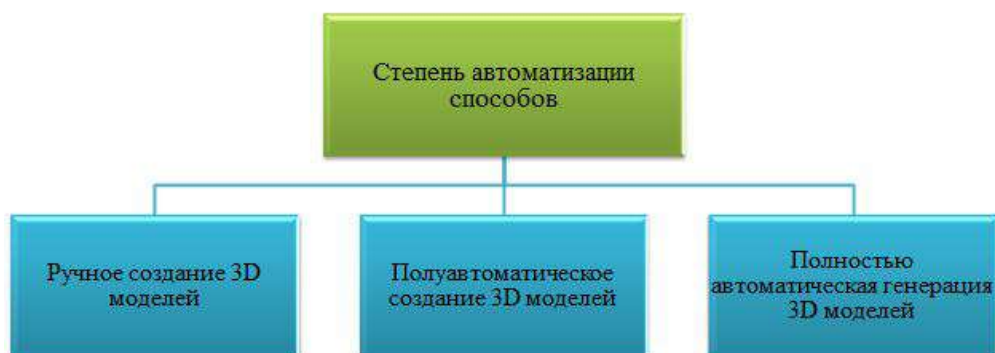 Степень автоматизации
способов
Ручное создание 3D
моделей
Полуавтоматическое
создание 3D моделей
Полностью
автоматическая генерация
3D моделей